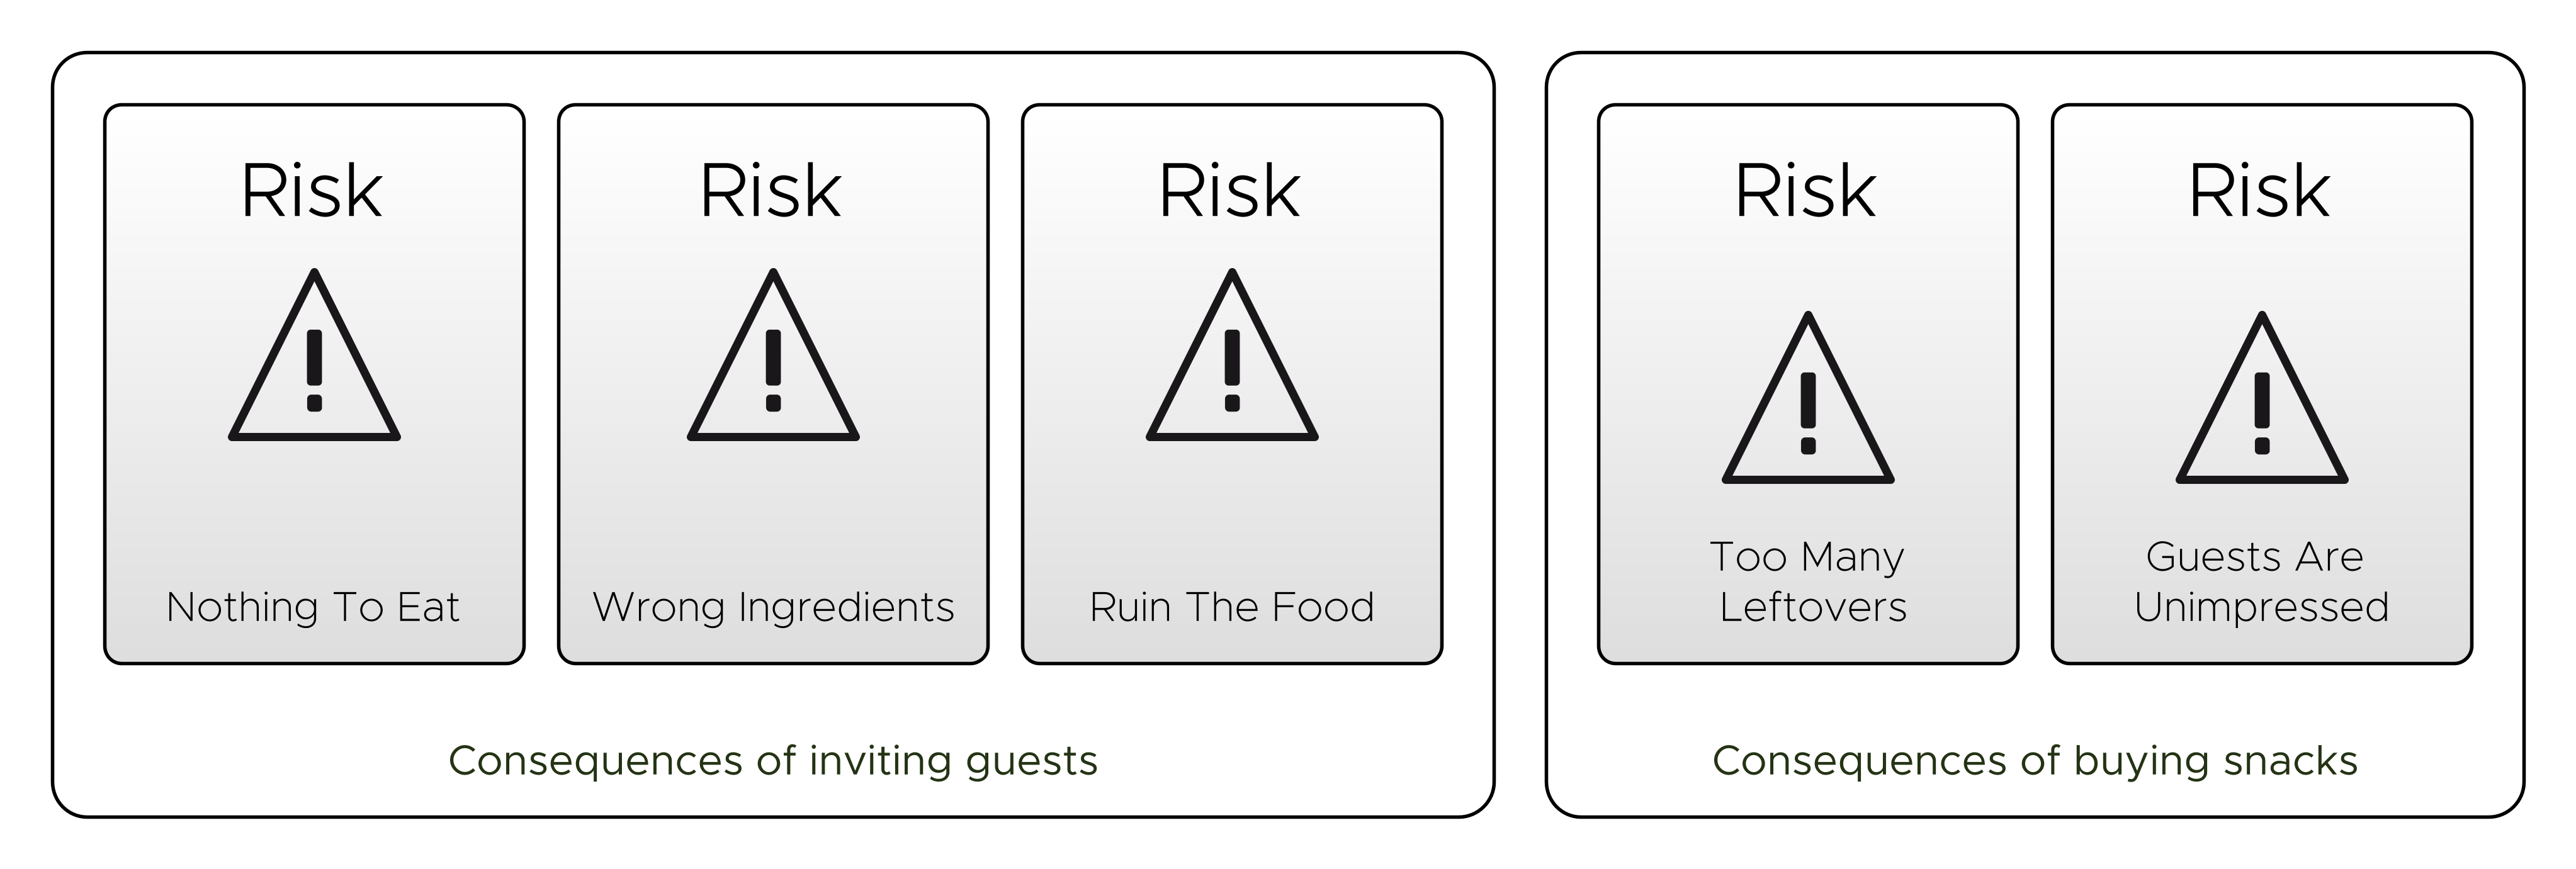 Risk
Nothing To Eat
Risk
Wrong Ingredients
Risk
Ruin The Food
Consequences of inviting guests
Risk
Too Many
Leftovers
Risk
Guests Are
Unimpressed
Consequences of buying snacks